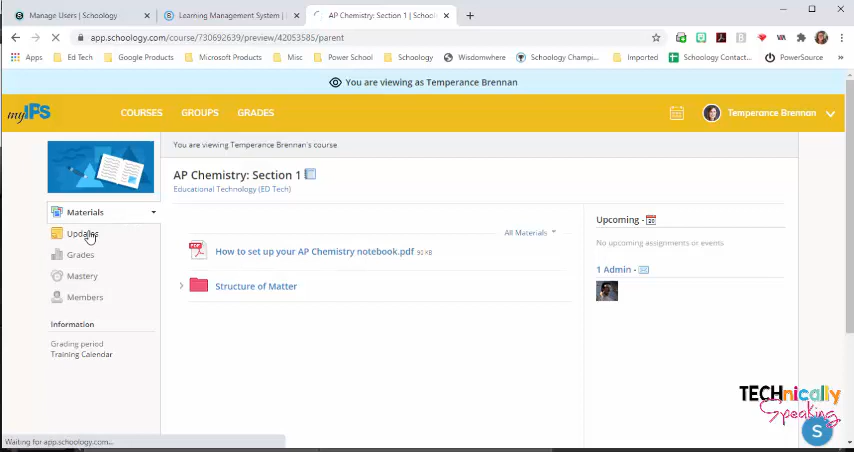 Manage Users | Schoology
Learning Management System |
AP Chemistry: Section 1 | Schoo
app.schoology.com/course/730692639/preview/42053585/parent
Apps
Ed Tech
Google Products
Microsoft Products
Misc
Power School
Schoology
Wisdomwhere
Schoology Champi...
Imported
Schoology Contact...
PowerSource
You are viewing as Temperance Brennan
myIFS
COURSES
GROUPS
GRADES
Temperance Brennan
You are viewing Temperance Brennan's course
AP Chemistry: Section 1
Educational Technology (ED Tech)
Materials
Updates
Grades
Mastery
Members
Information
Grading period
Training Calendar
All Materials
PDF
How to set up your AP Chemistry notebook.pdf 92 KB
Structure of Matter
Upcoming -
No upcoming assignments or events
1 Admin -
TECHnically
Speaking
S
Waiting for app.schoology.com...